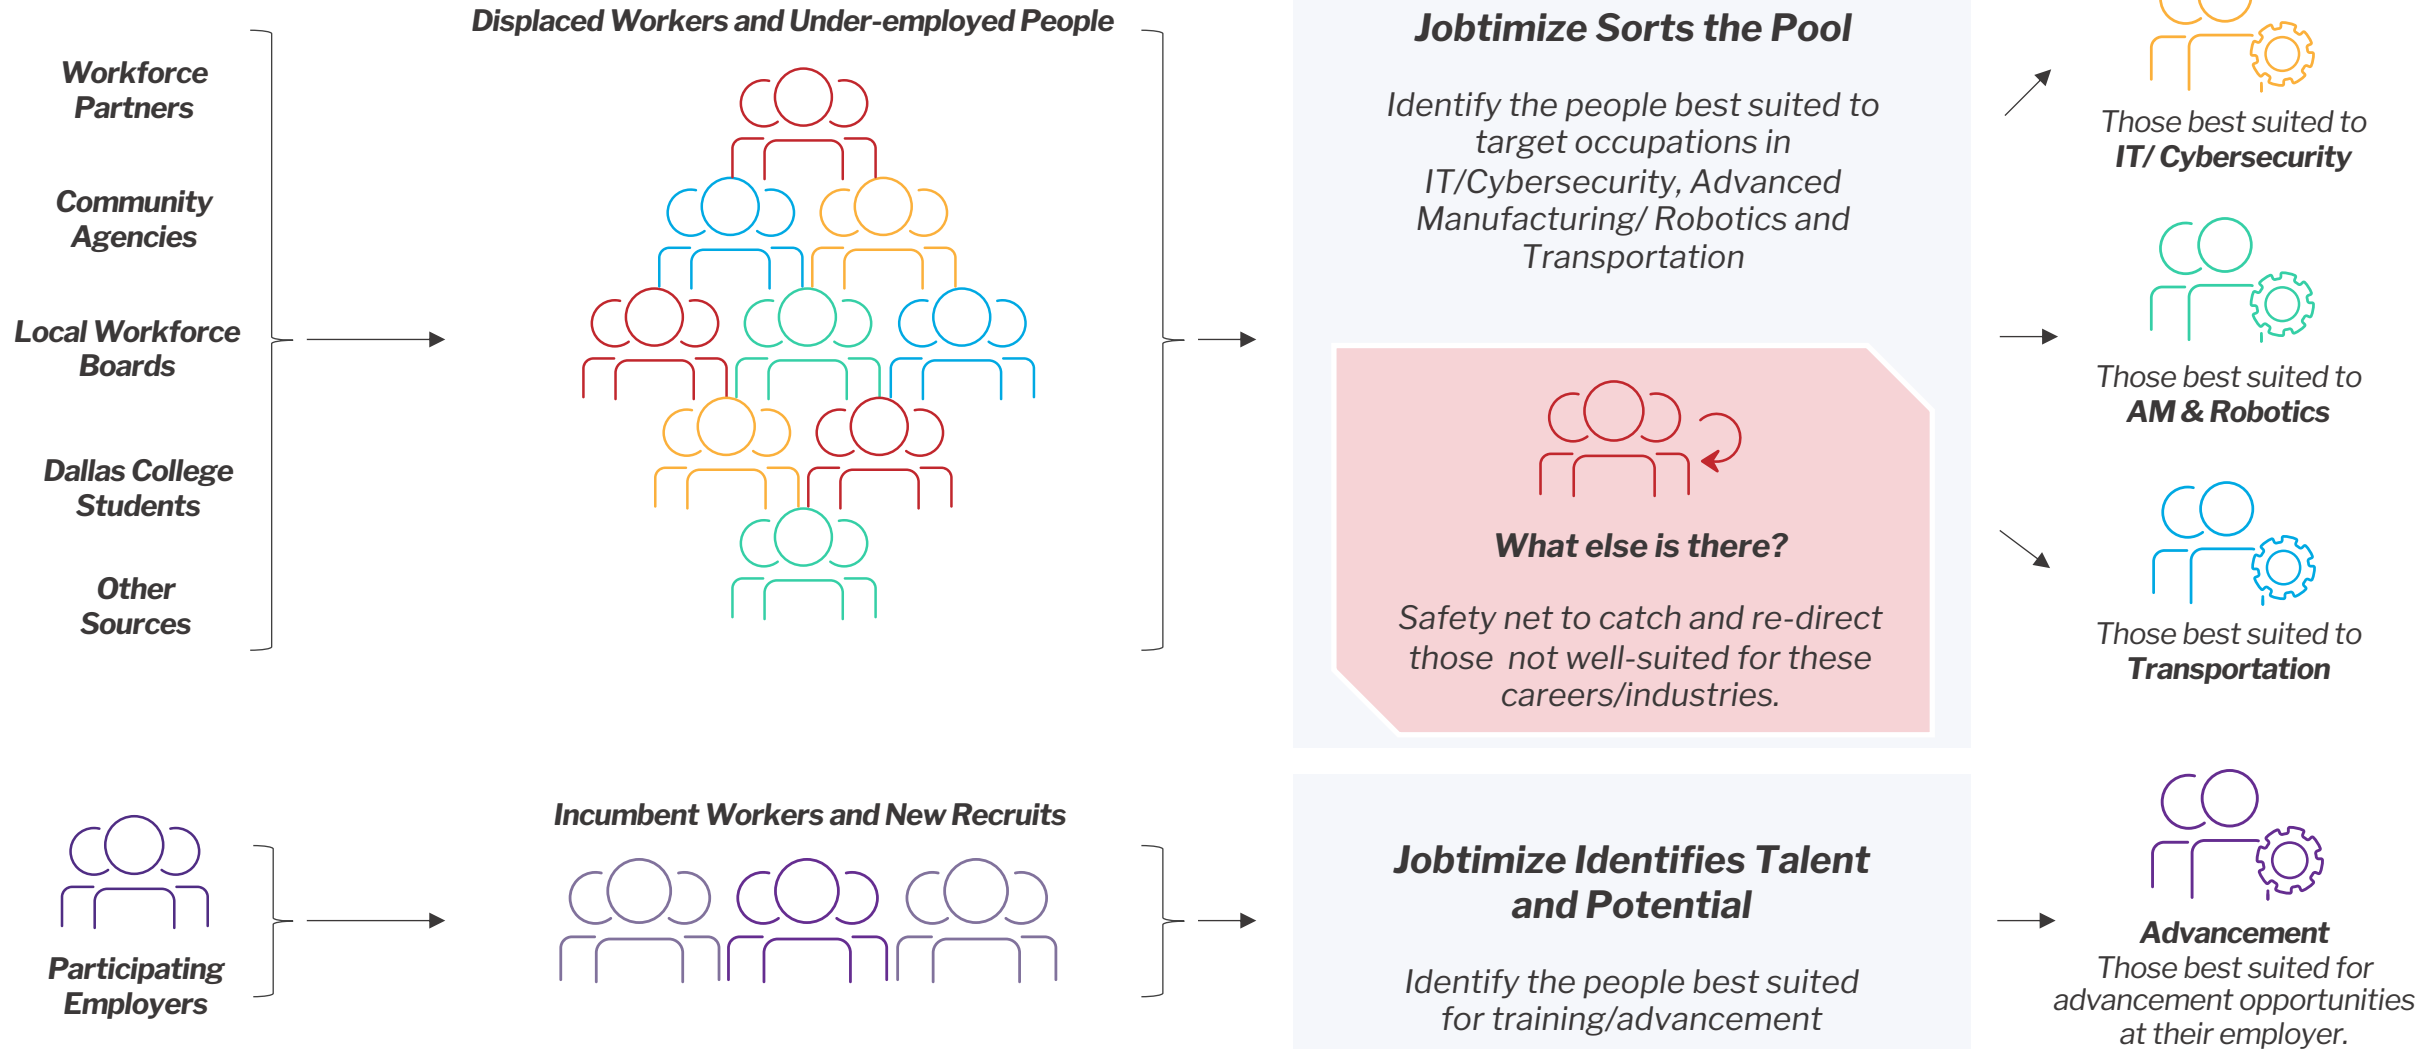 Displaced Workers and Under-employed People
Workforce
Partners
Community
Agencies
Local Workforce
Boards
Dallas College
Students
Other
Sources
Jobtimize Sorts the Pool
Identify the people best suited to
target occupations in
IT/Cybersecurity, Advanced
Manufacturing/ Robotics and
Transportation
What else is there?
Safety net to catch and re-direct
those not well-suited for these
careers/industries.
Those best suited to
IT/ Cybersecurity
Those best suited to
AM & Robotics
Those best suited to
Transportation
Participating
Employers
Incumbent Workers and New Recruits
Jobtimize Identifies Talent
and Potential
Identify the people best suited
for training/advancement
Advancement
Those best suited for
advancement opportunities
at their employer.